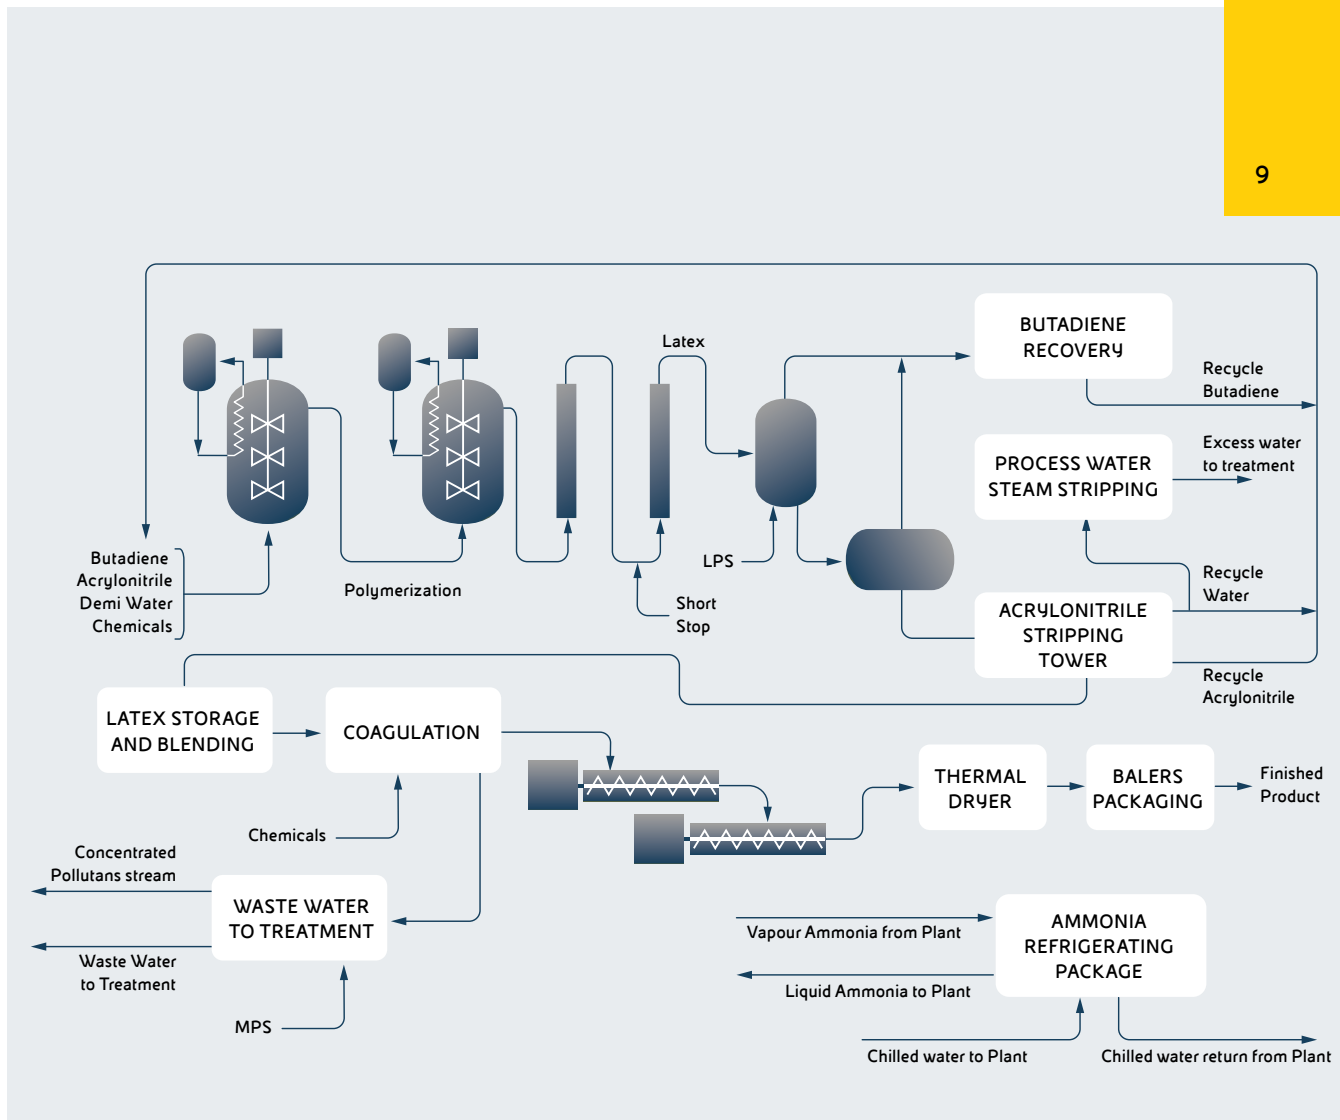 9
Latex
BUTADIENE
RECOVERY
Recycle
Butadiene
PROCESS WATER
STEAM STRIPPING
Excess water
to treatment
Butadiene
Acrylonitrile
Demi Water
Chemicals
Polymerization
LPS
Short
Stop
ACRYLONITRILE
STRIPPING
TOWER
Recycle
Water
Recycle
Acrylonitrile
LATEX STORAGE
AND BLENDING
COAGULATION
Chemicals
THERMAL
DRYER
BALERS
PACKAGING
Finished
Product
Concentrated
Pollutans stream
WASTE WATER
TO TREATMENT
Waste Water
to Treatment
MPS
Vapour Ammonia from Plant
Liquid Ammonia to Plant
AMMONIA
REFRIGERATING
PACKAGE
Chilled water to Plant
Chilled water return from Plant